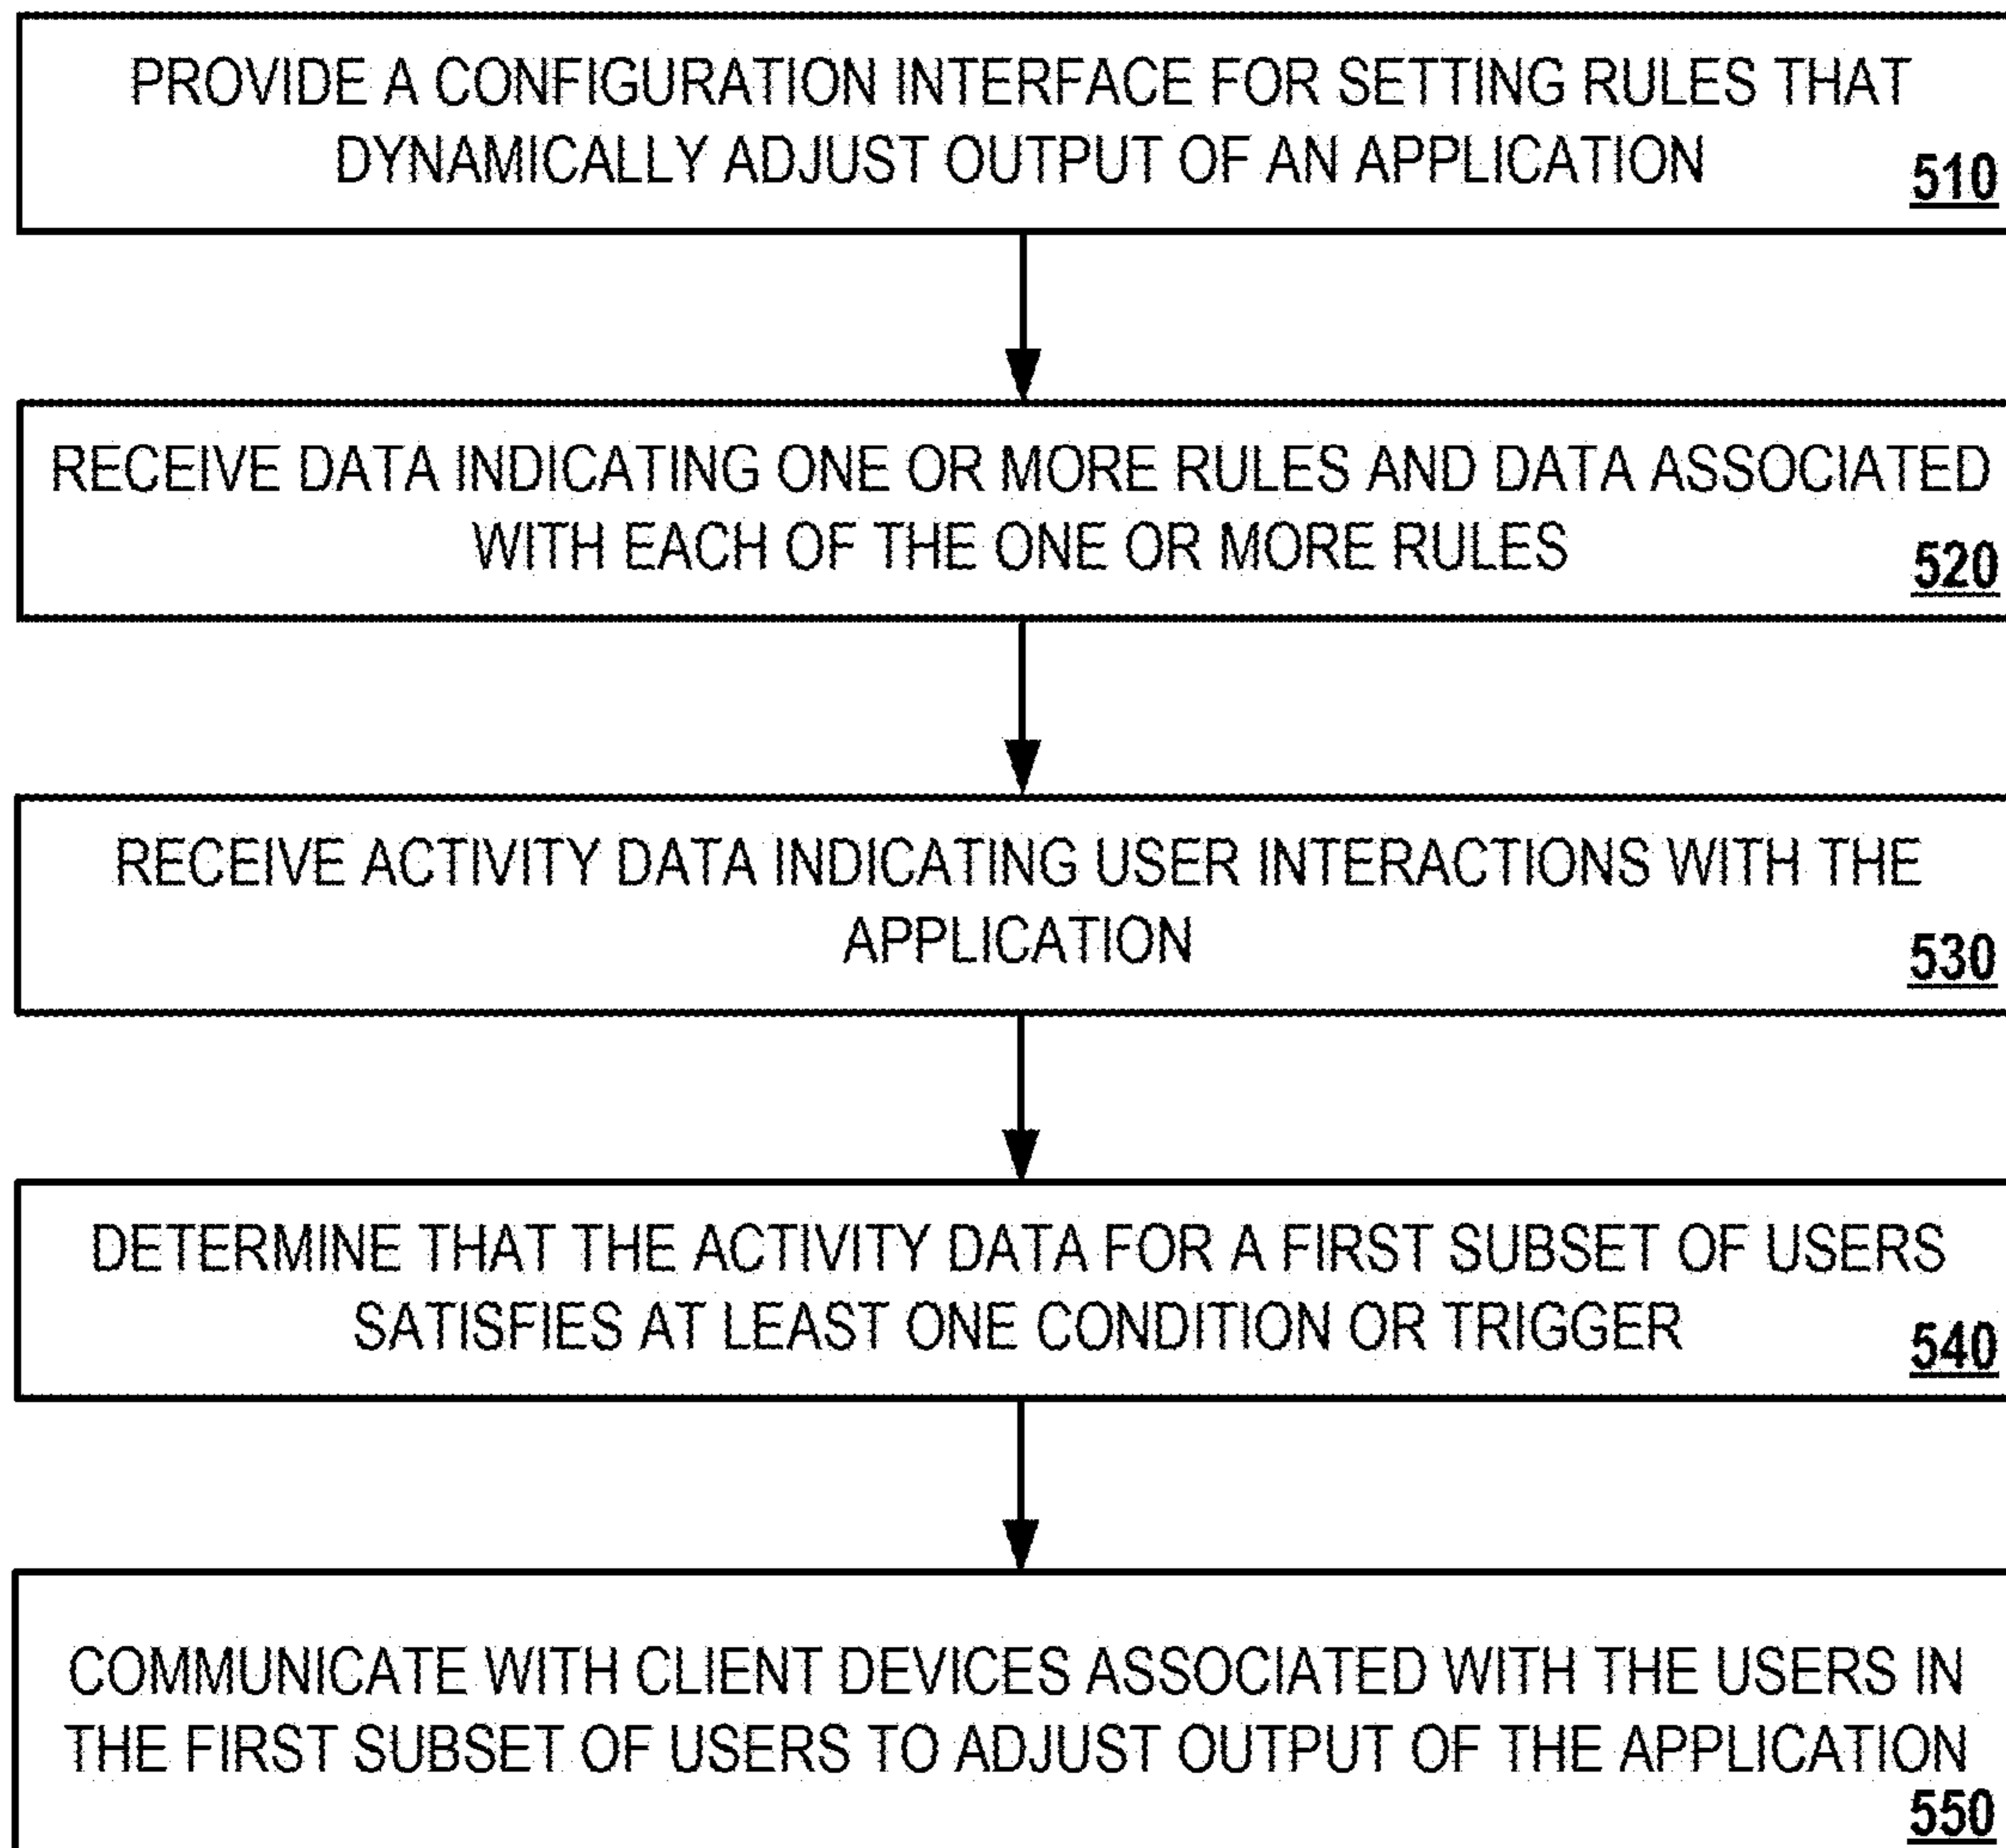 PROVIDE A CONFIGURATION INTERFACE FOR SETTING RULES THAT
DYNAMICALLY ADJUST OUTPUT OF AN APPLICATION
510
RECEIVE DATA INDICATING ONE OR MORE RULES AND DATA ASSOCIATED
WITH EACH OF THE ONE OR MORE RULES
520
RECEIVE ACTIVITY DATA INDICATING USER INTERACTIONS WITH THE
APPLICATION
530
DETERMINE THAT THE ACTIVITY DATA FOR A FIRST SUBSET OF USERS
SATISFIES AT LEAST ONE CONDITION OR TRIGGER
540
COMMUNICATE WITH CLIENT DEVICES ASSOCIATED WITH THE USERS IN
THE FIRST SUBSET OF USERS TO ADJUST OUTPUT OF THE APPLICATION
550